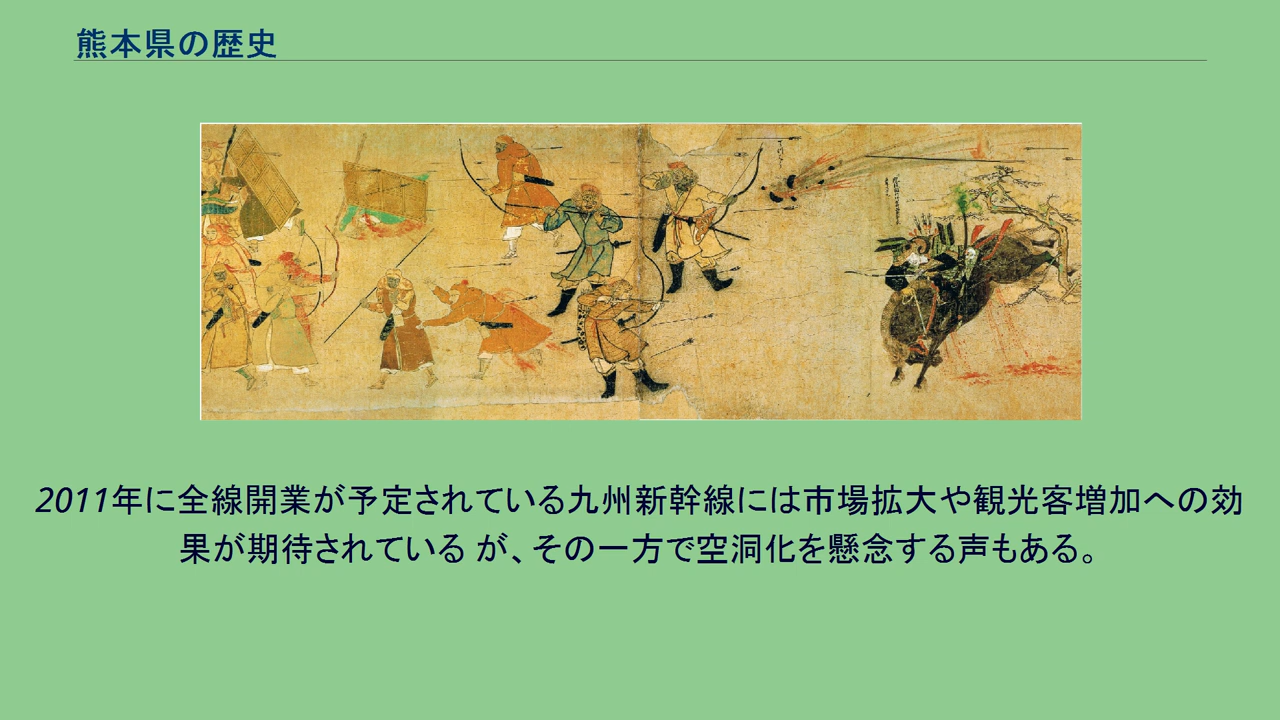 熊本県の歴史
2011年に全線開業が予定されている九州新幹線には市場拡大や観光客増加への効
果が期待されている が、その一方で空洞化を懸念する声もある。